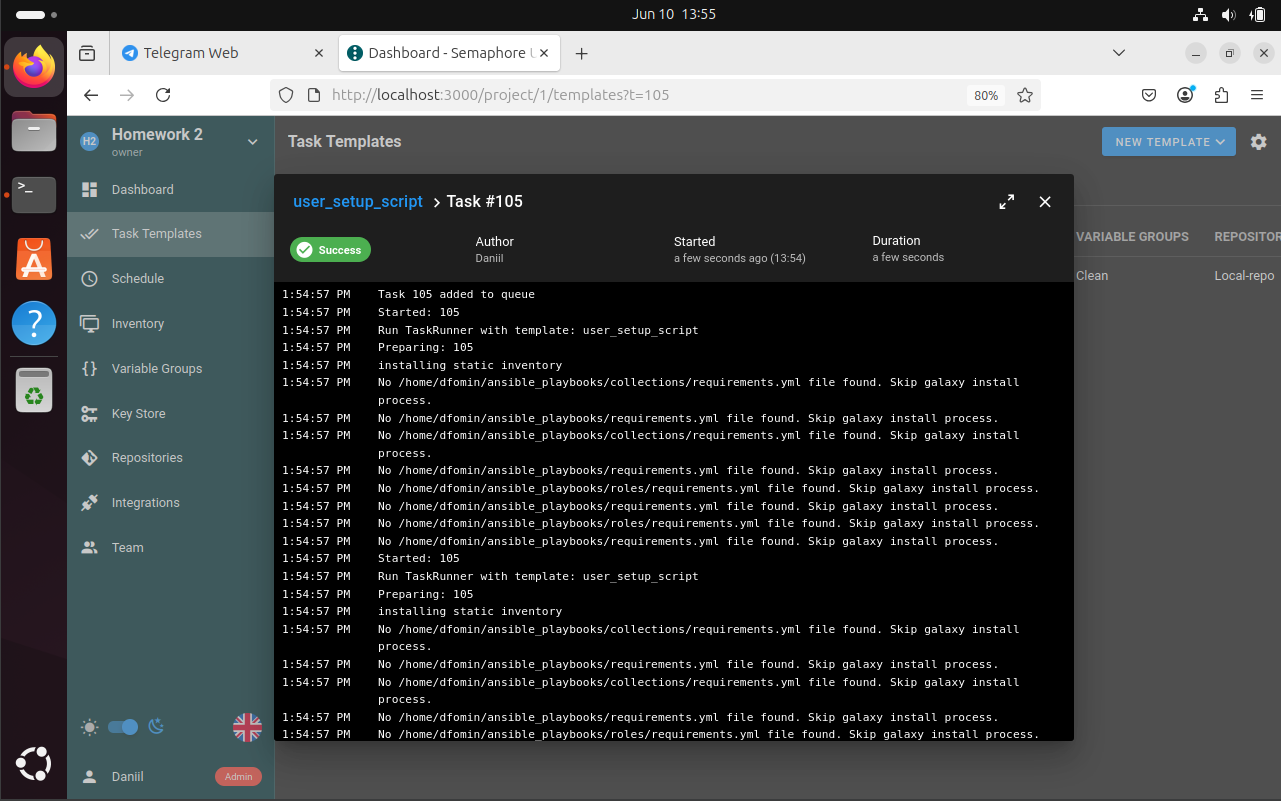 Jun 10 13:55
Telegram Web
Dashboard - Semaphore U
http://localhost:3000/project/1/templates?t=105
80%
H2
Homework 2
owner
Dashboard
Task Templates
Schedule
Inventory
Variable Groups
Key Store
Repositories
Integrations
Team
Daniil
Admin
Task Templates
NEW TEMPLATE
VARIABLE GROUPS
REPOSITOR
Clean
Local-repo
user_setup_script > Task #105
Success
Author
Daniil
Started
a few seconds ago (13:54)
Duration
a few seconds
1:54:57 PM Task 105 added to queue
1:54:57 PM Started: 105
1:54:57 PM Run TaskRunner with template: user_setup_script
1:54:57 PM Preparing: 105
1:54:57 PM installing static inventory
1:54:57 PM No /home/dfomin/ansible_playbooks/collections/requirements.yml file found. Skip galaxy install
process.
1:54:57 PM No /home/dfomin/ansible_playbooks/requirements.yml file found. Skip galaxy install process.
1:54:57 PM No /home/dfomin/ansible_playbooks/collections/requirements.yml file found. Skip galaxy install
process.
1:54:57 PM No /home/dfomin/ansible_playbooks/requirements.yml file found. Skip galaxy install process.
1:54:57 PM No /home/dfomin/ansible_playbooks/roles/requirements.yml file found. Skip galaxy install process.
1:54:57 PM No /home/dfomin/ansible_playbooks/requirements.yml file found. Skip galaxy install process.
1:54:57 PM No /home/dfomin/ansible_playbooks/roles/requirements.yml file found. Skip galaxy install process.
1:54:57 PM No /home/dfomin/ansible_playbooks/requirements.yml file found. Skip galaxy install process.
1:54:57 PM Started: 105
1:54:57 PM Run TaskRunner with template: user_setup_script
1:54:57 PM Preparing: 105
1:54:57 PM installing static inventory
1:54:57 PM No /home/dfomin/ansible_playbooks/collections/requirements.yml file found. Skip galaxy install
process.
1:54:57 PM No /home/dfomin/ansible_playbooks/requirements.yml file found. Skip galaxy install process.
1:54:57 PM No /home/dfomin/ansible_playbooks/collections/requirements.yml file found. Skip galaxy install
process.
1:54:57 PM No /home/dfomin/ansible_playbooks/requirements.yml file found. Skip galaxy install process.
1:54:57 PM No /home/dfomin/ansible_playbooks/roles/requirements.yml file found. Skip galaxy install process.